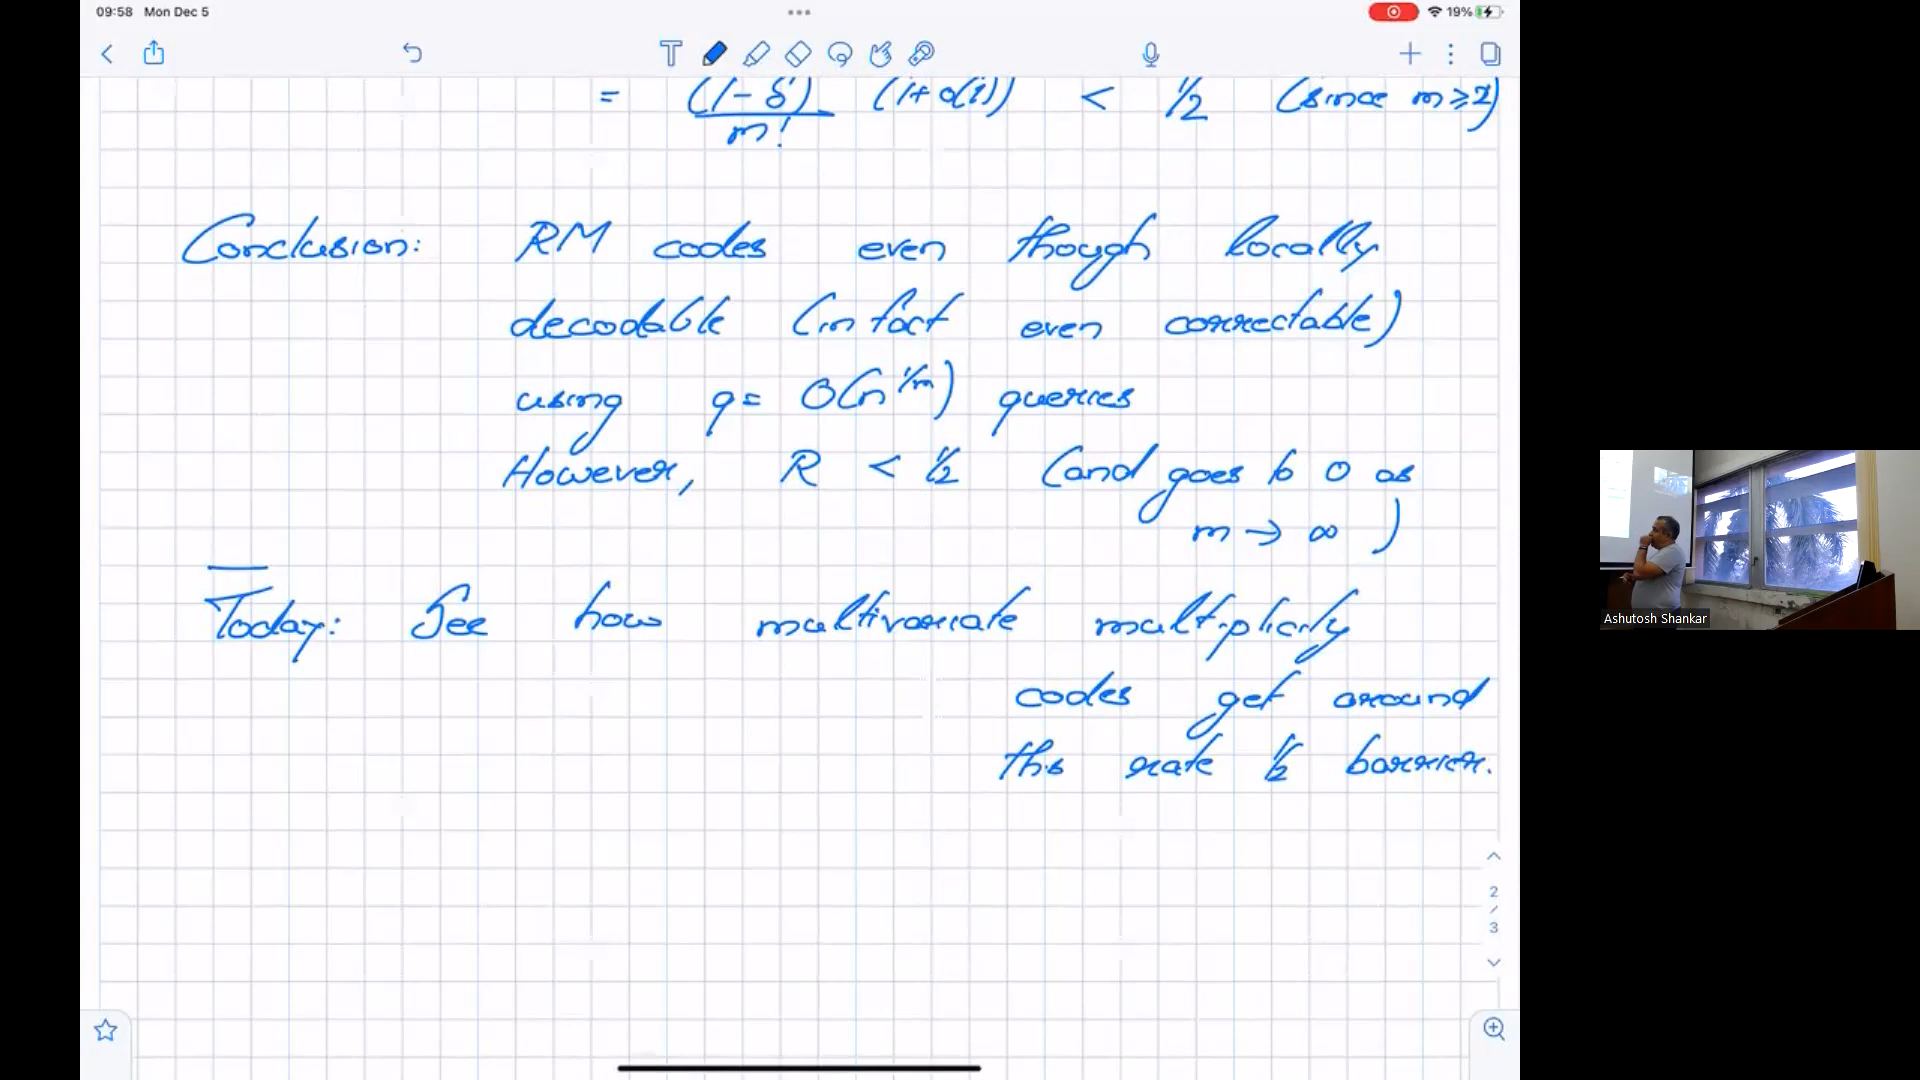 09:58 Mon Dec 5
19%
= (1-δ)/m! (1+o(1)) < 1/2 (since m≥2)
Conclusion: RM codes even though locally
decodable (in fact even correctable)
using q = O(n^{1/m}) queries
However, R < 1/2 (and goes to 0 as
m → ∞)
Today: See how multivariate multiplicity
codes get around
this rate 1/2 barrier.
2
/
3
Ashutosh Shankar